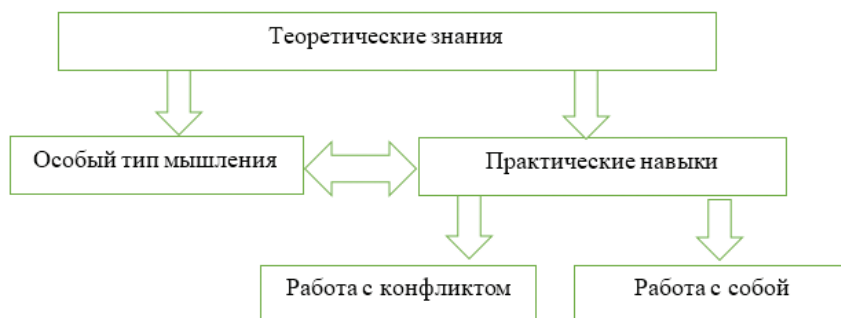 Теоретические знания
Особый тип мышления
Практические навыки
Работа с конфликтом
Работа с собой